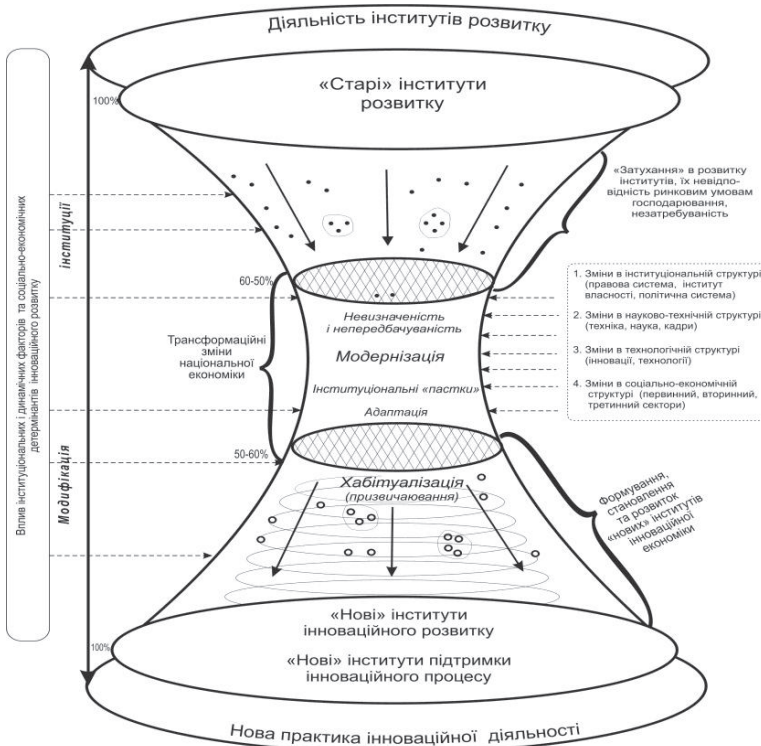 Діяльність інститутів розвитку
«Старі» інститути
розвитку
100%
«Затухання» в розвитку
інститутів, їх невідпо-
відність ринковим умовам
господарювання,
незатребуваність
Вплив інституціональних і динамічних факторів та соціально-економічних
детермінантів інноваційного розвитку
інституції
Модифікація
60-50%
Трансформаційні
зміни
національної
економіки
Невизначеність
і непередбачуваність
Модернізація
Інституціональні «пастки»
Адаптація
1. Зміни в інституціональній структурі
(правова система, інститут
власності, політична система)
2. Зміни в науково-технічній структурі
(техніка, наука, кадри)
3. Зміни в технологічній структурі
(інновації, технології)
4. Зміни в соціально-економічній
структурі (первинний, вторинний,
третинний сектори)
50-60%
Хабітуалізація
(призвичаювання)
Формування,
становлення
та розвиток
«нових» інститутів
інноваційної
економіки
«Нові» інститути
інноваційного розвитку
100%
«Нові» інститути підтримки
інноваційного процесу
Нова практика інноваційної діяльності